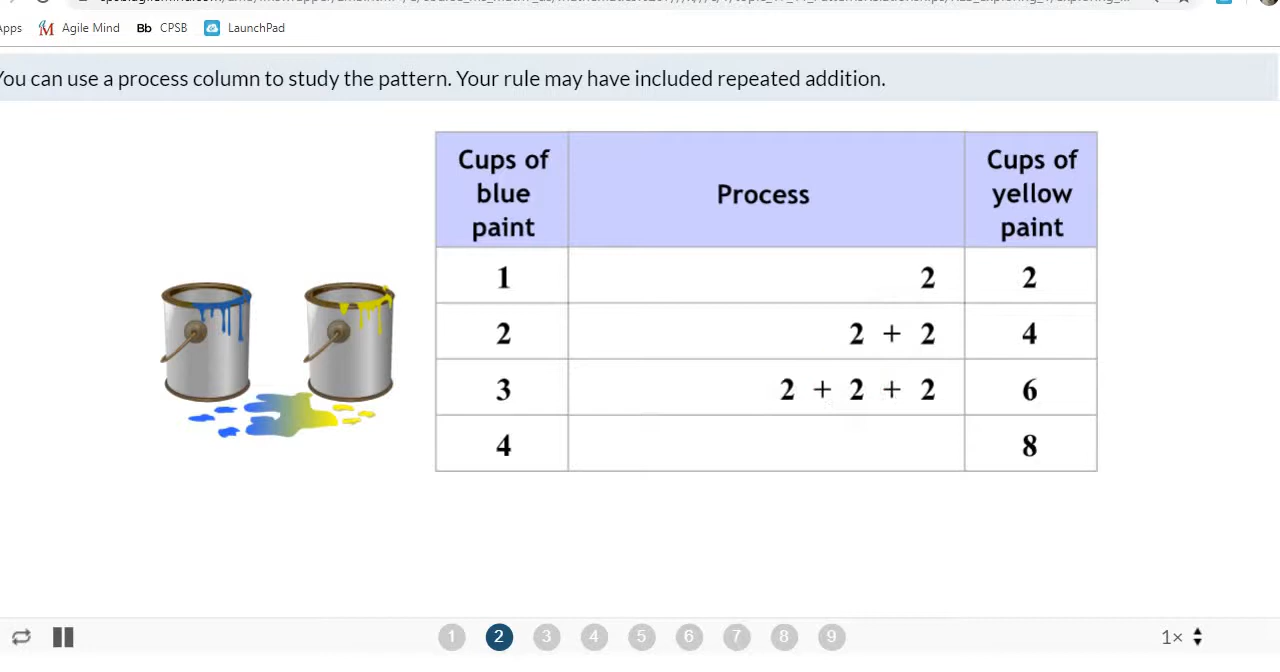 Apps M Agile Mind Bb CPSB LaunchPad
You can use a process column to study the pattern. Your rule may have included repeated addition.
Cups of blue paint Process Cups of yellow paint
1 2 2
2 2 + 2 4
3 2 + 2 + 2 6
4 8
1 2 3 4 5 6 7 8 9 1×